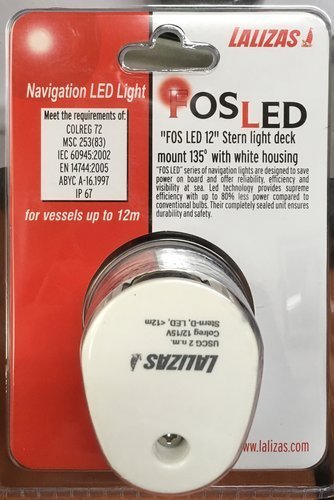 LALIZAS
Navigation LED Light
Meet the requirements of:
COLREG 72
MSC 253(83)
IEC 60945:2002
EN 14744:2005
ABYC A-16.1997
IP 67
for vessels up to 12m
FOSLED
"FOS LED 12" Stern light deck
mount 135° with white housing
"FOS LED" series of navigation lights are designed to save
power on board and offer reliability, efficiency and
visibility at sea. Led technology provides supreme
efficiency with up to 80% less power compared to
conventional bulbs. Their completely sealed unit ensures
durability and safety.
LALIZAS
USCG 2 n.m.
Colreg 12/15V
Stern-D, LED, <12m
www.lalizas.com